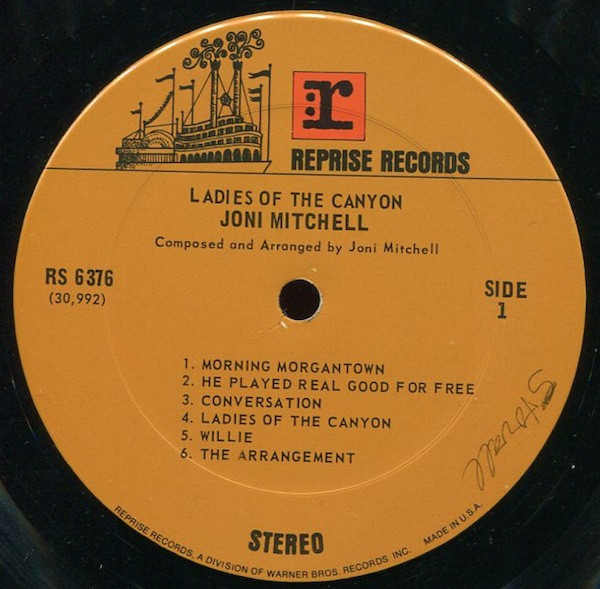 r
REPRISE RECORDS
LADIES OF THE CANYON
JONI MITCHELL
Composed and Arranged by Joni Mitchell
RS 6376
(30,992)
SIDE
1
1. MORNING MORGANTOWN
2. HE PLAYED REAL GOOD FOR FREE
3. CONVERSATION
4. LADIES OF THE CANYON
5. WILLIE
6. THE ARRANGEMENT
STEREO
REPRISE RECORDS, A DIVISION OF WARNER BROS. RECORDS INC. MADE IN U.S.A.